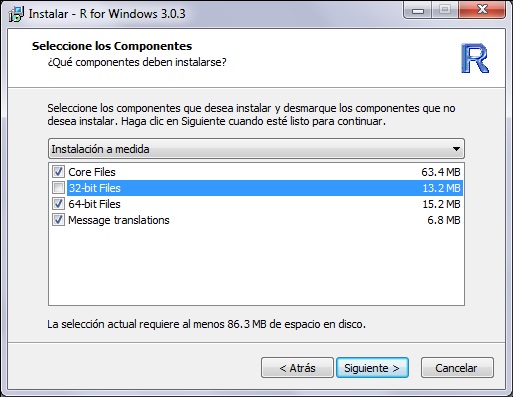 Instalar - R for Windows 3.0.3
Seleccione los Componentes
¿Qué componentes deben instalarse?
R
Seleccione los componentes que desea instalar y desmarque los componentes que no
desea instalar. Haga clic en Siguiente cuando esté listo para continuar.
Instalación a medida
Core Files 63.4 MB
32-bit Files 13.2 MB
64-bit Files 15.2 MB
Message translations 6.8 MB
La selección actual requiere al menos 86.3 MB de espacio en disco.
< Atrás Siguiente > Cancelar